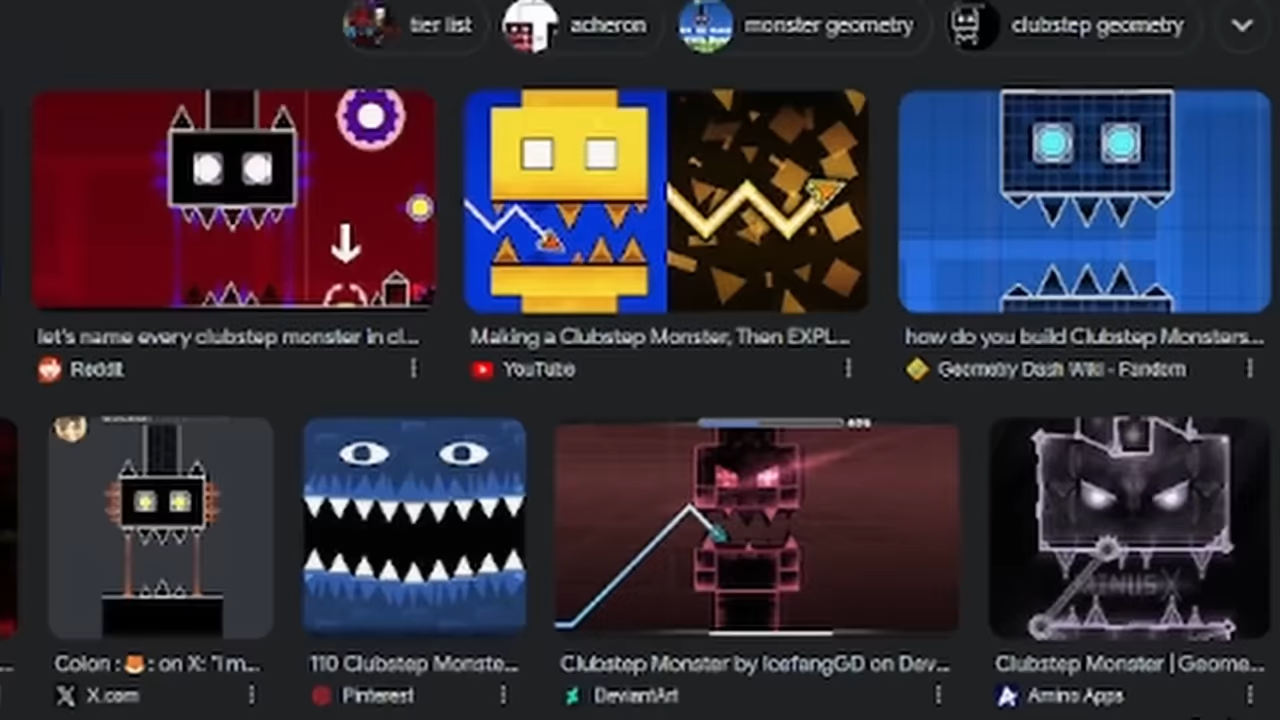 tier list
acheron
monster geometry
clubstep geometry
let's name every clubstep monster in cl...
Making a Clubstep Monster, Then EXPL...
how do you build Clubstep Monsters...
Reddit
YouTube
Geometry Dash Wiki - Fandom
Colon : 🦊 : on X: "I m...
110 Clubstep Monste...
Clubstep Monster by IcefangGD on Dev...
Clubstep Monster | Geome...
X.com
Pinterest
DeviantArt
Amino Apps